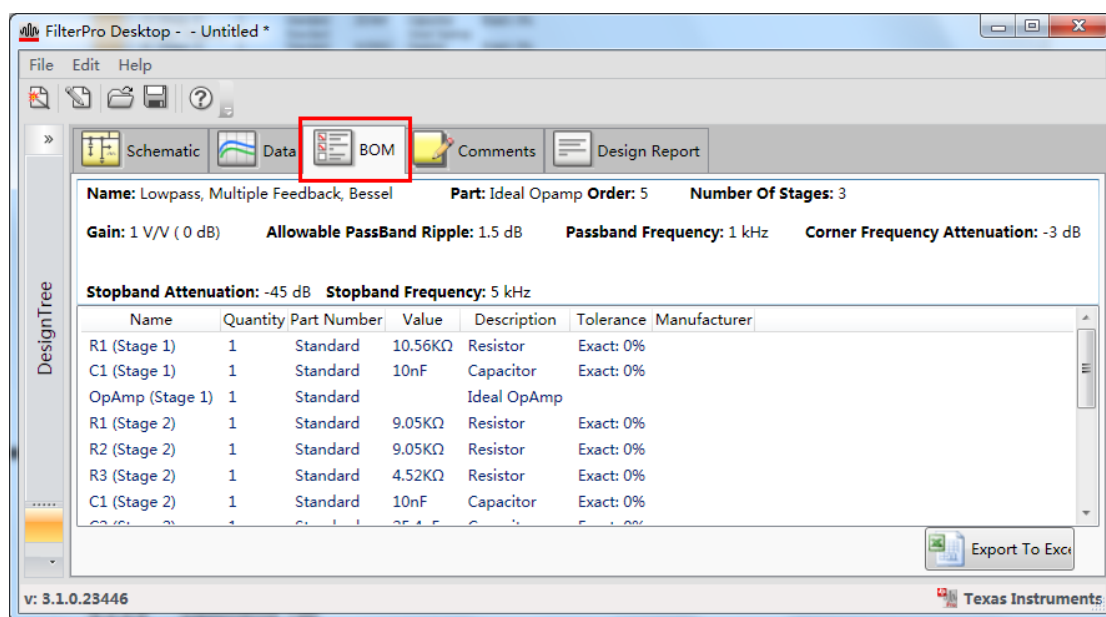 FilterPro Desktop - - Untitled *
File Edit Help
» Schematic Data BOM Comments Design Report
Name: Lowpass, Multiple Feedback, Bessel Part: Ideal Opamp Order: 5 Number Of Stages: 3
Gain: 1 V/V ( 0 dB) Allowable PassBand Ripple: 1.5 dB Passband Frequency: 1 kHz Corner Frequency Attenuation: -3 dB
Stopband Attenuation: -45 dB Stopband Frequency: 5 kHz
DesignTree
Name Quantity Part Number Value Description Tolerance Manufacturer
R1 (Stage 1) 1 Standard 10.56KΩ Resistor Exact: 0%
C1 (Stage 1) 1 Standard 10nF Capacitor Exact: 0%
OpAmp (Stage 1) 1 Standard Ideal OpAmp
R1 (Stage 2) 1 Standard 9.05KΩ Resistor Exact: 0%
R2 (Stage 2) 1 Standard 9.05KΩ Resistor Exact: 0%
R3 (Stage 2) 1 Standard 4.52KΩ Resistor Exact: 0%
C1 (Stage 2) 1 Standard 10nF Capacitor Exact: 0%
Export To Exce
v: 3.1.0.23446 Texas Instruments